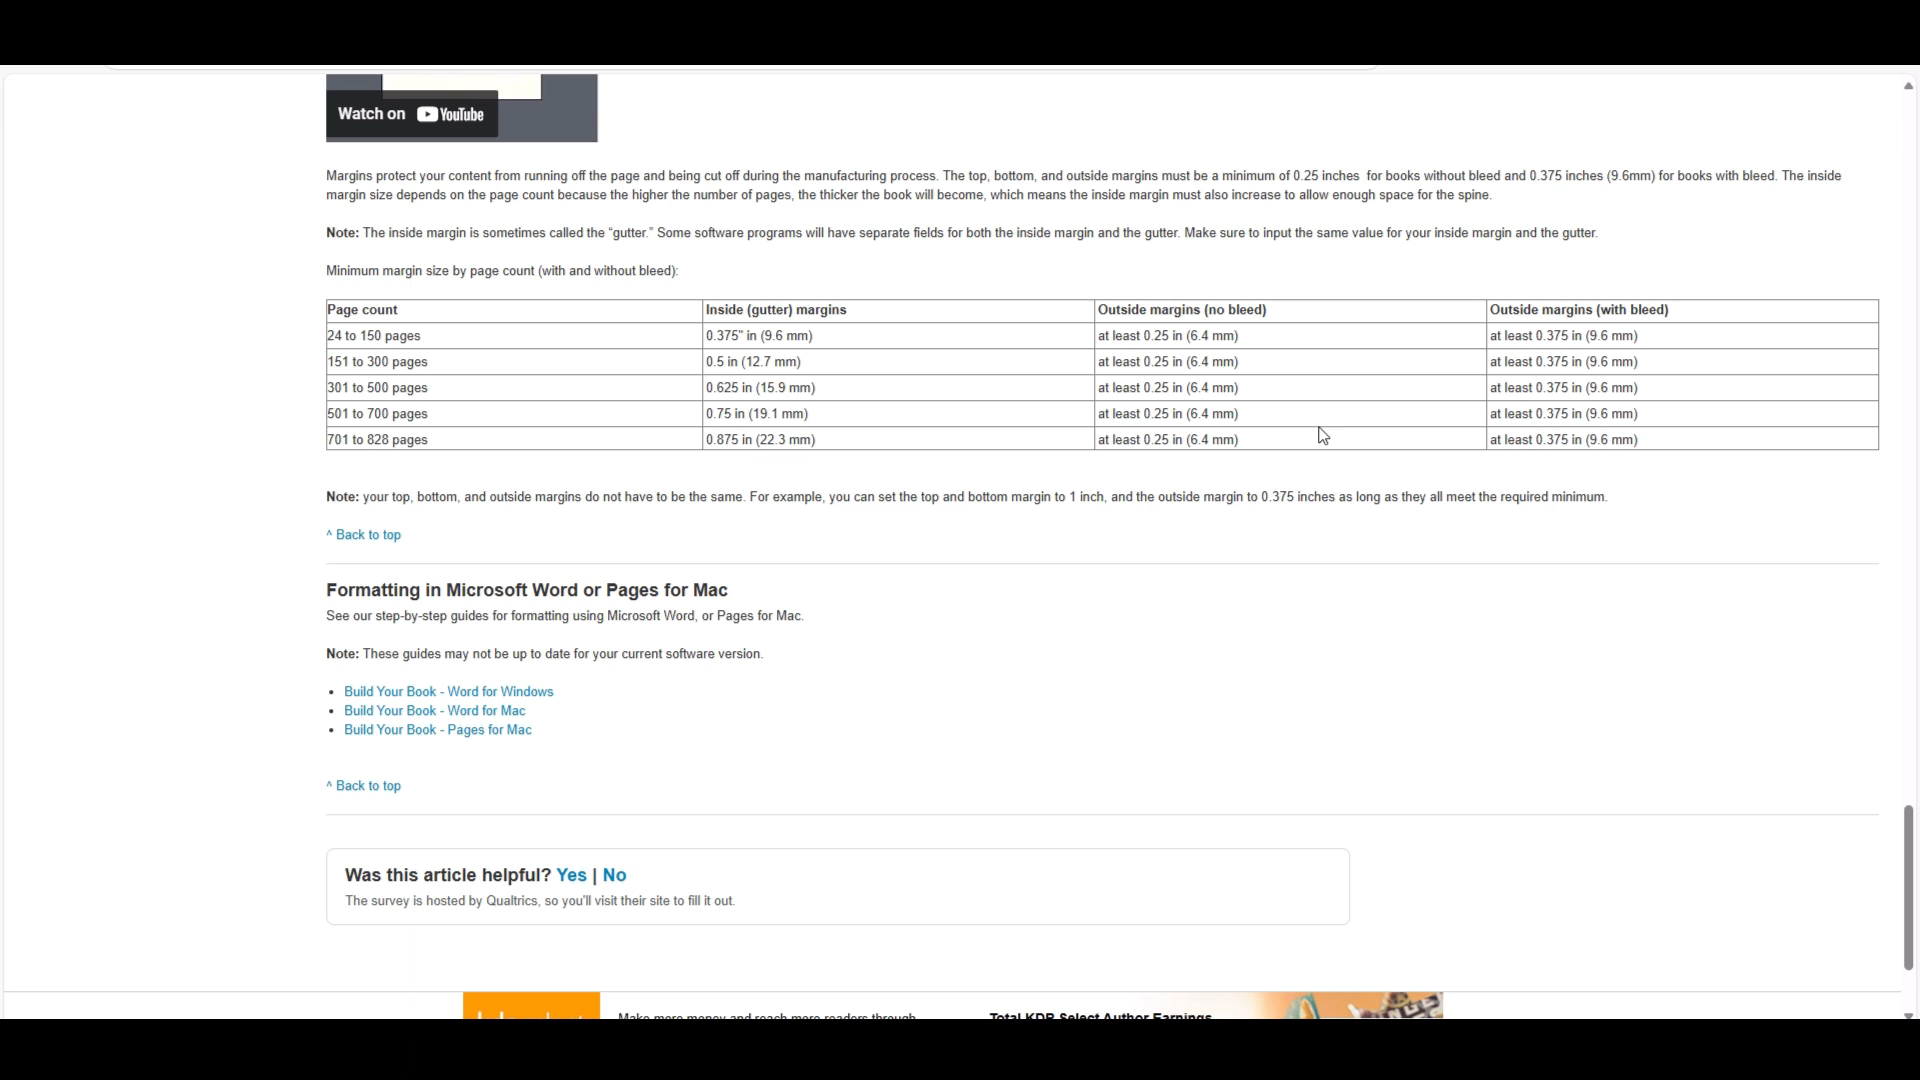 Watch on YouTube
Margins protect your content from running off the page and being cut off during the manufacturing process. The top, bottom, and outside margins must be a minimum of 0.25 inches  for books without bleed and 0.375 inches (9.6mm) for books with bleed. The inside
margin size depends on the page count because the higher the number of pages, the thicker the book will become, which means the inside margin must also increase to allow enough space for the spine.
Note: The inside margin is sometimes called the “gutter.” Some software programs will have separate fields for both the inside margin and the gutter. Make sure to input the same value for your inside margin and the gutter.
Minimum margin size by page count (with and without bleed):
Page count Inside (gutter) margins Outside margins (no bleed) Outside margins (with bleed)
24 to 150 pages 0.375" in (9.6 mm) at least 0.25 in (6.4 mm) at least 0.375 in (9.6 mm)
151 to 300 pages 0.5 in (12.7 mm) at least 0.25 in (6.4 mm) at least 0.375 in (9.6 mm)
301 to 500 pages 0.625 in (15.9 mm) at least 0.25 in (6.4 mm) at least 0.375 in (9.6 mm)
501 to 700 pages 0.75 in (19.1 mm) at least 0.25 in (6.4 mm) at least 0.375 in (9.6 mm)
701 to 828 pages 0.875 in (22.3 mm) at least 0.25 in (6.4 mm) at least 0.375 in (9.6 mm)
Note: your top, bottom, and outside margins do not have to be the same. For example, you can set the top and bottom margin to 1 inch, and the outside margin to 0.375 inches as long as they all meet the required minimum.
^ Back to top
Formatting in Microsoft Word or Pages for Mac
See our step-by-step guides for formatting using Microsoft Word, or Pages for Mac.
Note: These guides may not be up to date for your current software version.
• Build Your Book - Word for Windows
• Build Your Book - Word for Mac
• Build Your Book - Pages for Mac
^ Back to top
Was this article helpful? Yes | No
The survey is hosted by Qualtrics, so you'll visit their site to fill it out.
Make more money and reach more readers through
Total KDP Select Author Earnings